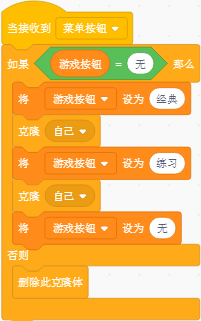 当接收到 菜单按钮
如果 游戏按钮 = 无 那么
将 游戏按钮 设为 经典
克隆 自己
将 游戏按钮 设为 练习
克隆 自己
将 游戏按钮 设为 无
否则
删除此克隆体